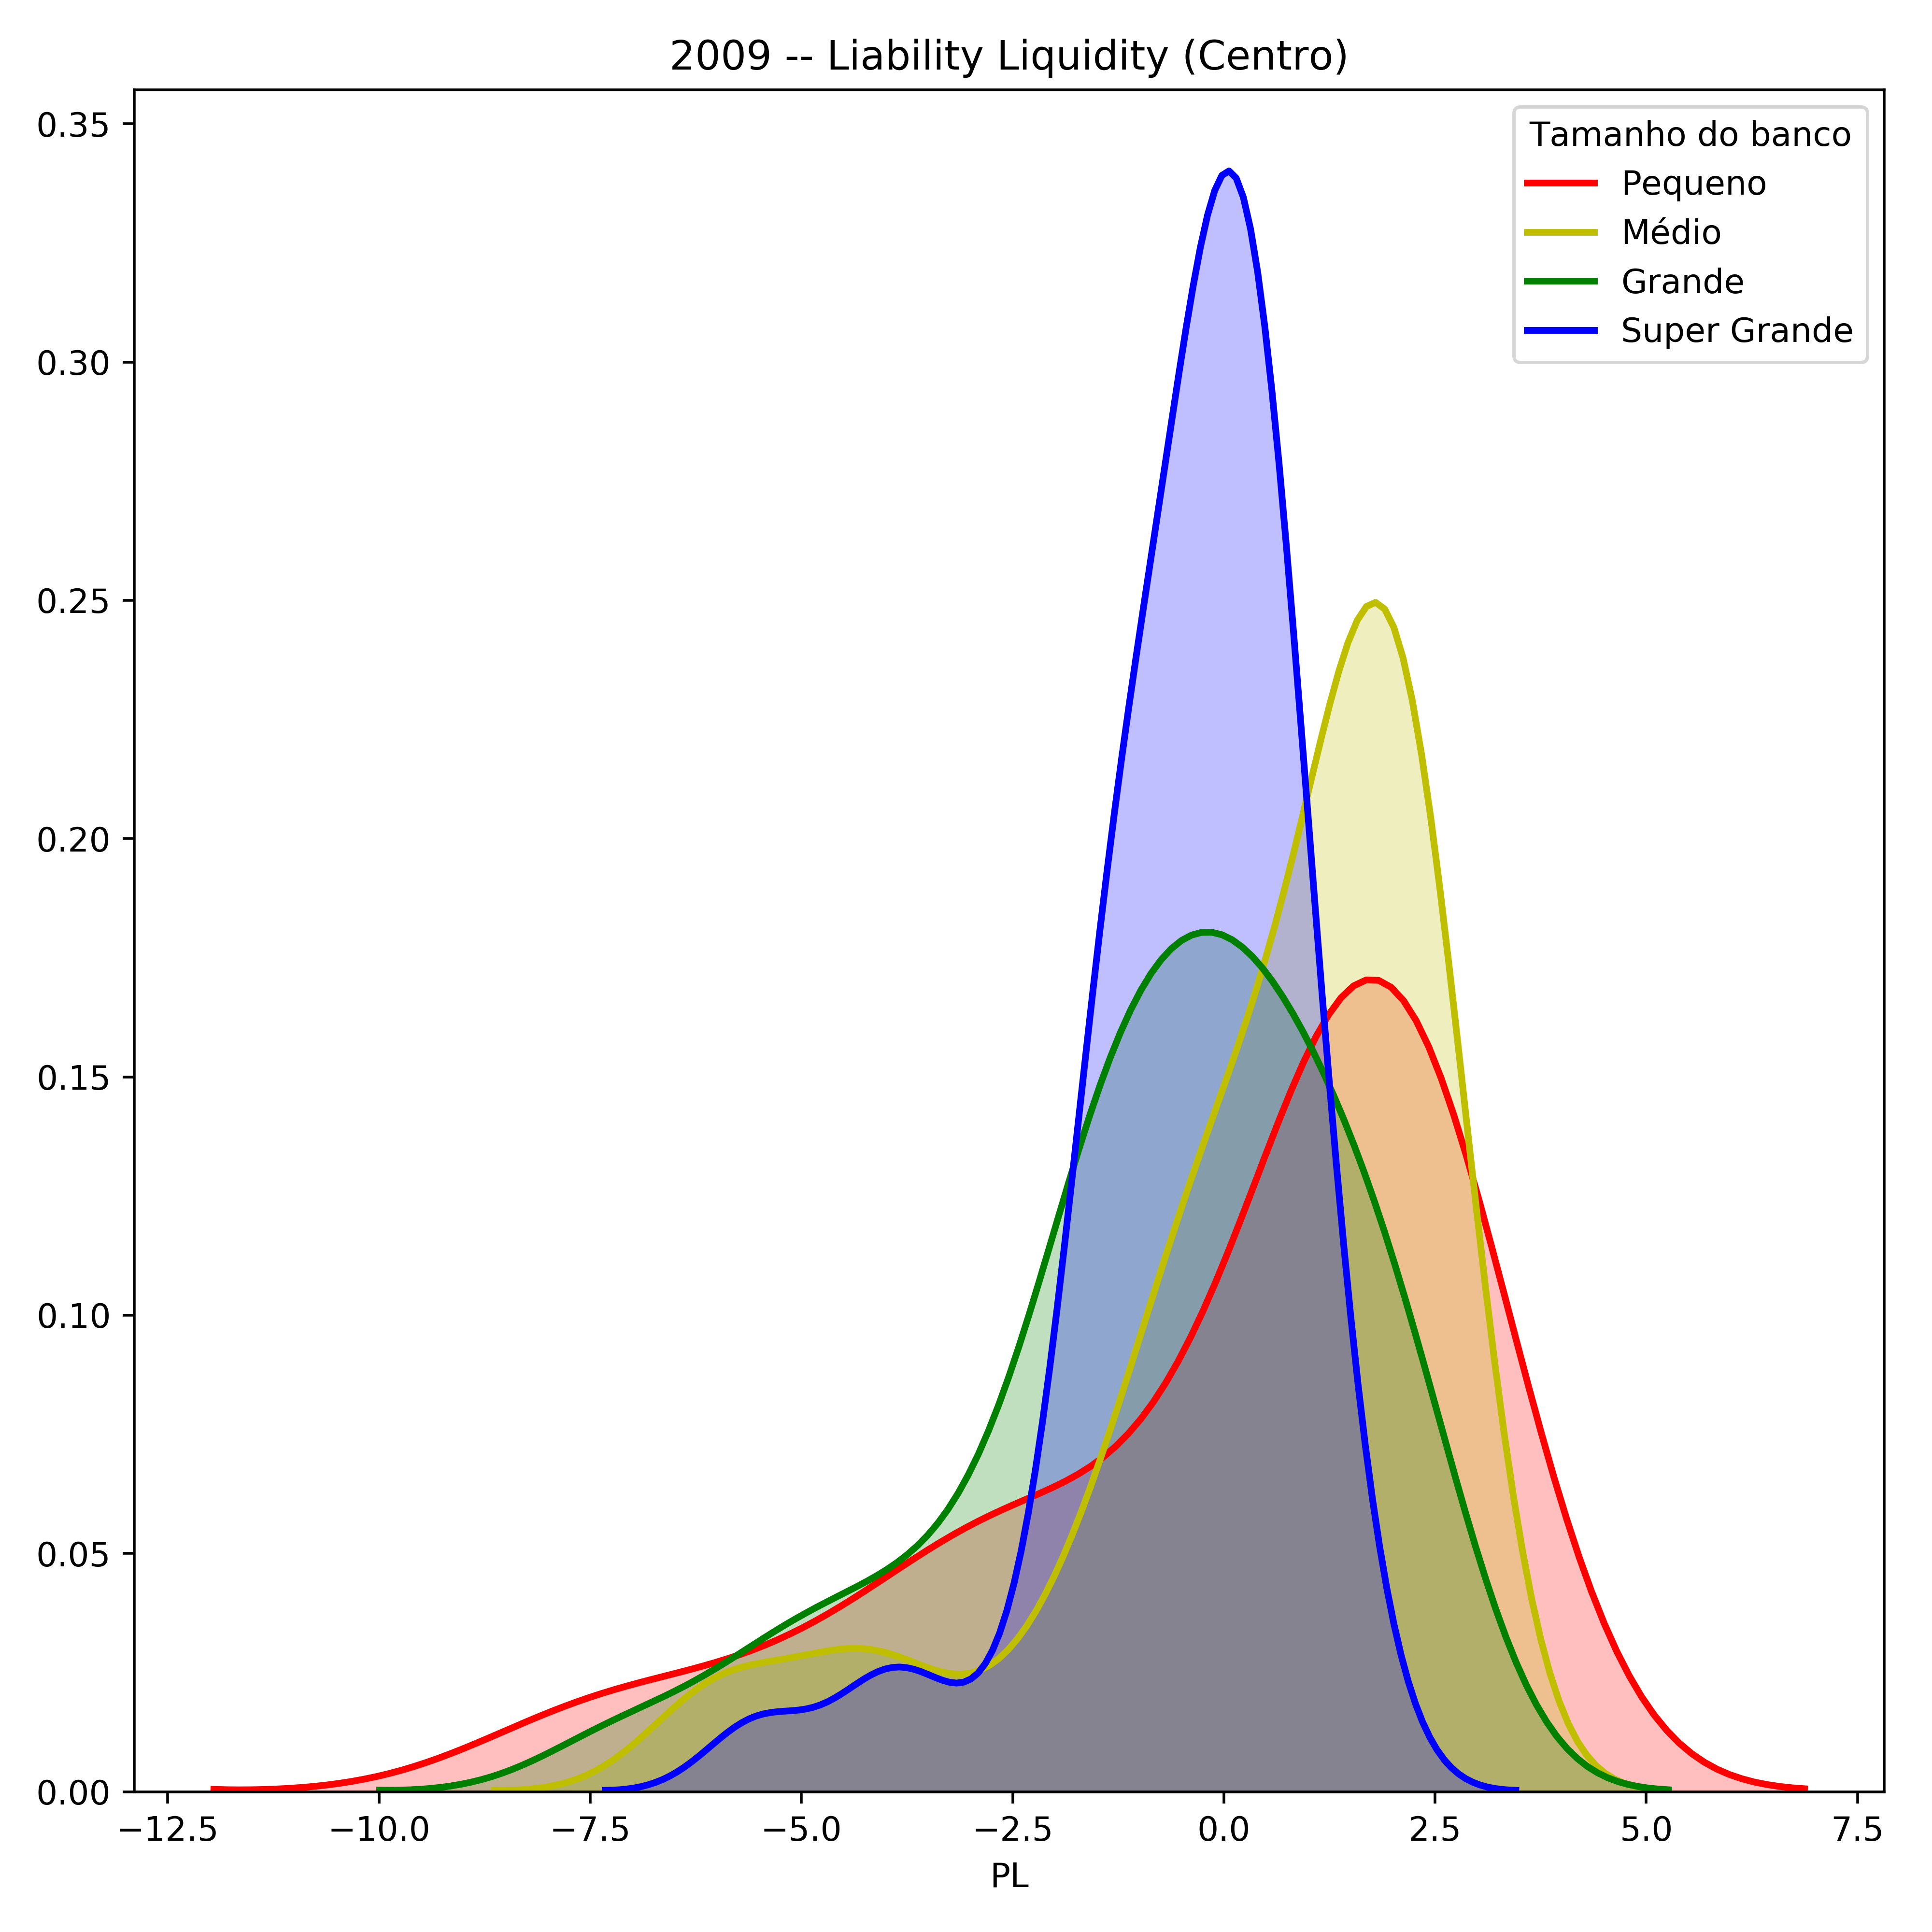 2009 -- Liability Liquidity (Centro)
Tamanho do banco
Pequeno
Médio
Grande
Super Grande
0.35
0.30
0.25
0.20
0.15
0.10
0.05
0.00
−12.5 −10.0 −7.5 −5.0 −2.5 0.0 2.5 5.0 7.5
PL